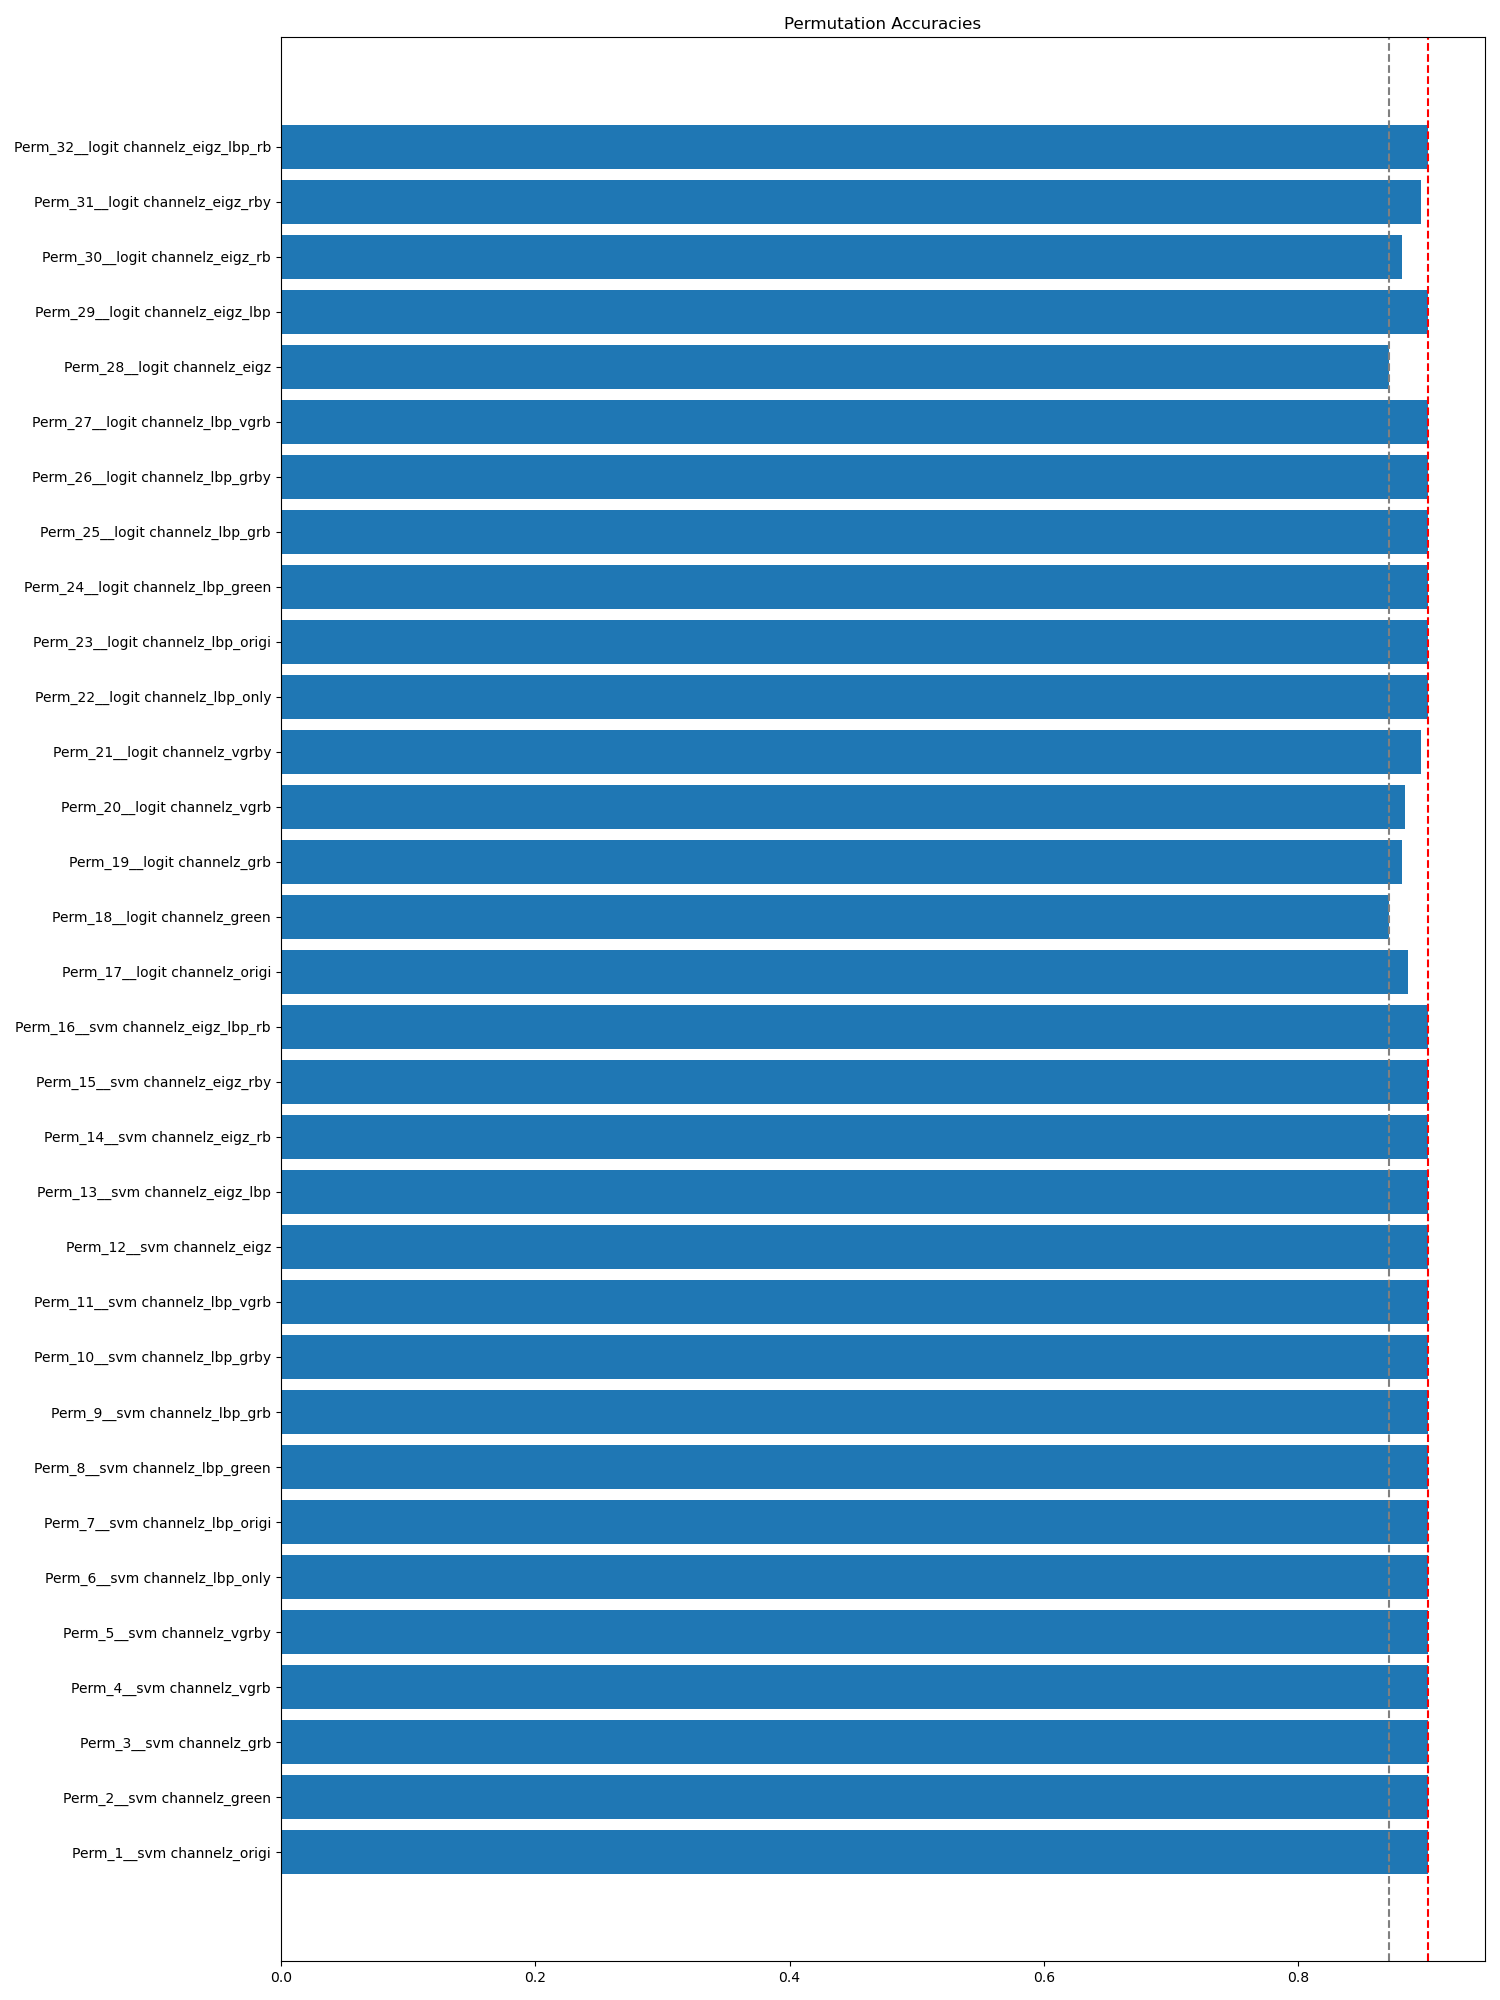 Permutation Accuracies
Perm_32__logit channelz_eigz_lbp_rb
Perm_31__logit channelz_eigz_rby
Perm_30__logit channelz_eigz_rb
Perm_29__logit channelz_eigz_lbp
Perm_28__logit channelz_eigz
Perm_27__logit channelz_lbp_vgrb
Perm_26__logit channelz_lbp_grby
Perm_25__logit channelz_lbp_grb
Perm_24__logit channelz_lbp_green
Perm_23__logit channelz_lbp_origi
Perm_22__logit channelz_lbp_only
Perm_21__logit channelz_vgrby
Perm_20__logit channelz_vgrb
Perm_19__logit channelz_grb
Perm_18__logit channelz_green
Perm_17__logit channelz_origi
Perm_16__svm channelz_eigz_lbp_rb
Perm_15__svm channelz_eigz_rby
Perm_14__svm channelz_eigz_rb
Perm_13__svm channelz_eigz_lbp
Perm_12__svm channelz_eigz
Perm_11__svm channelz_lbp_vgrb
Perm_10__svm channelz_lbp_grby
Perm_9__svm channelz_lbp_grb
Perm_8__svm channelz_lbp_green
Perm_7__svm channelz_lbp_origi
Perm_6__svm channelz_lbp_only
Perm_5__svm channelz_vgrby
Perm_4__svm channelz_vgrb
Perm_3__svm channelz_grb
Perm_2__svm channelz_green
Perm_1__svm channelz_origi
0.0 0.2 0.4 0.6 0.8